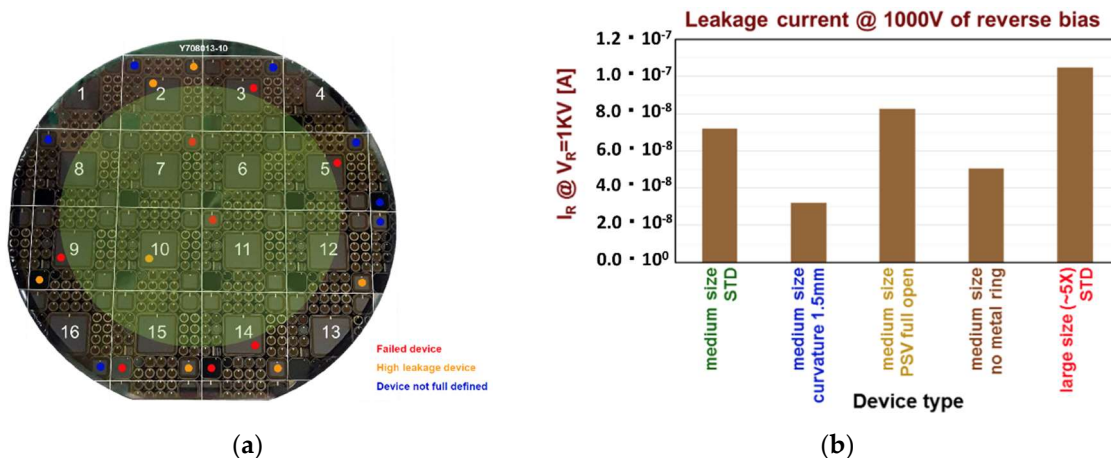 Y708013-10
1 2 3 4
8 7 6 5
9 10 11 12
16 15 14 13
Failed device
High leakage device
Device not full defined
(a)
Leakage current @ 1000V of reverse bias
I_R @ V_R=1KV [A]
1.2 · 10⁻⁷
1.0 · 10⁻⁷
8.0 · 10⁻⁸
6.0 · 10⁻⁸
4.0 · 10⁻⁸
2.0 · 10⁻⁸
0.0 · 10⁰
medium size
STD
medium size
curvature 1.5mm
medium size
PSV full open
medium size
no metal ring
large size (~5X)
STD
Device type
(b)